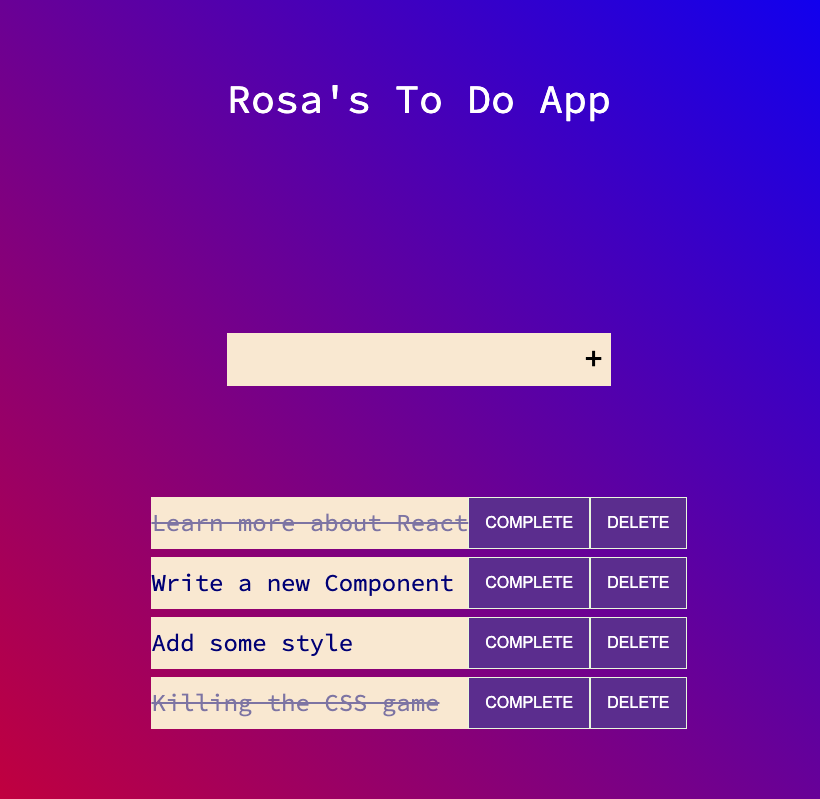 Rosa's To Do App
+
Learn more about React COMPLETE DELETE
Write a new Component COMPLETE DELETE
Add some style COMPLETE DELETE
Killing the CSS game COMPLETE DELETE